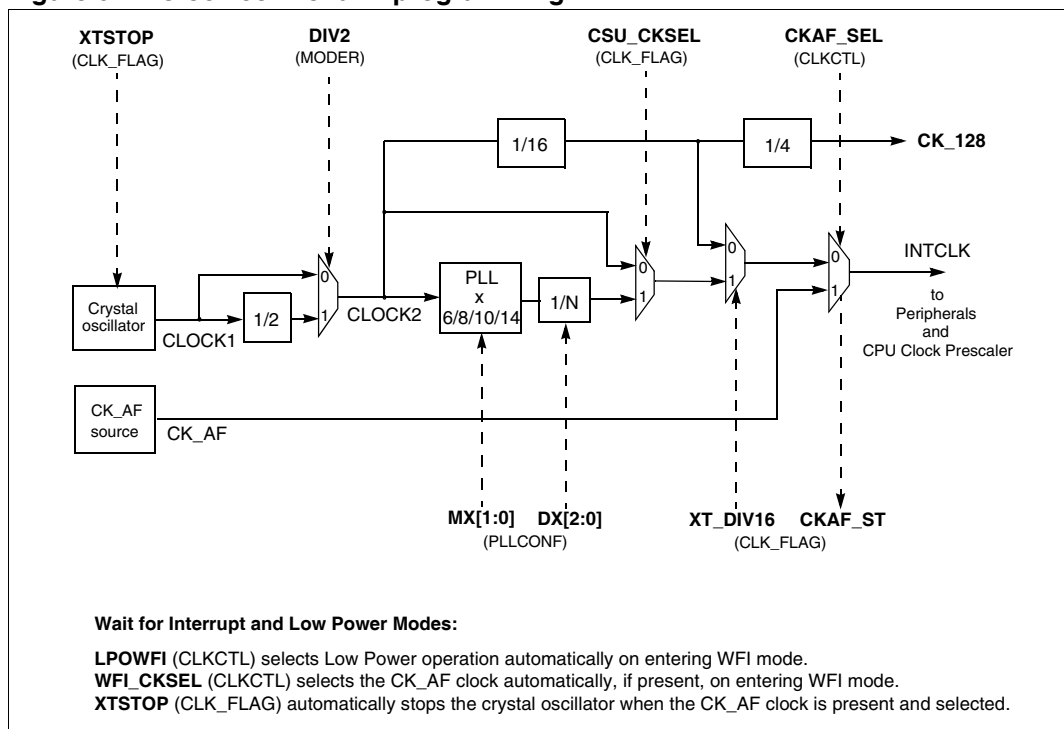 Figure programming
XTSTOP
(CLK_FLAG)
DIV2
(MODER)
CSU_CKSEL
(CLK_FLAG)
CKAF_SEL
(CLKCTL)
1/16
1/4
CK_128
0
1
Crystal
oscillator
CLOCK1
1/2
0
1
CLOCK2
PLL
x
6/8/10/14
1/N
0
1
0
1
INTCLK
to
Peripherals
and
CPU Clock Prescaler
CK_AF
source
CK_AF
MX[1:0]
DX[2:0]
(PLLCONF)
XT_DIV16
(CLK_FLAG)
CKAF_ST
Wait for Interrupt and Low Power Modes:
LPOWFI (CLKCTL) selects Low Power operation automatically on entering WFI mode.
WFI_CKSEL (CLKCTL) selects the CK_AF clock automatically, if present, on entering WFI mode.
XTSTOP (CLK_FLAG) automatically stops the crystal oscillator when the CK_AF clock is present and selected.